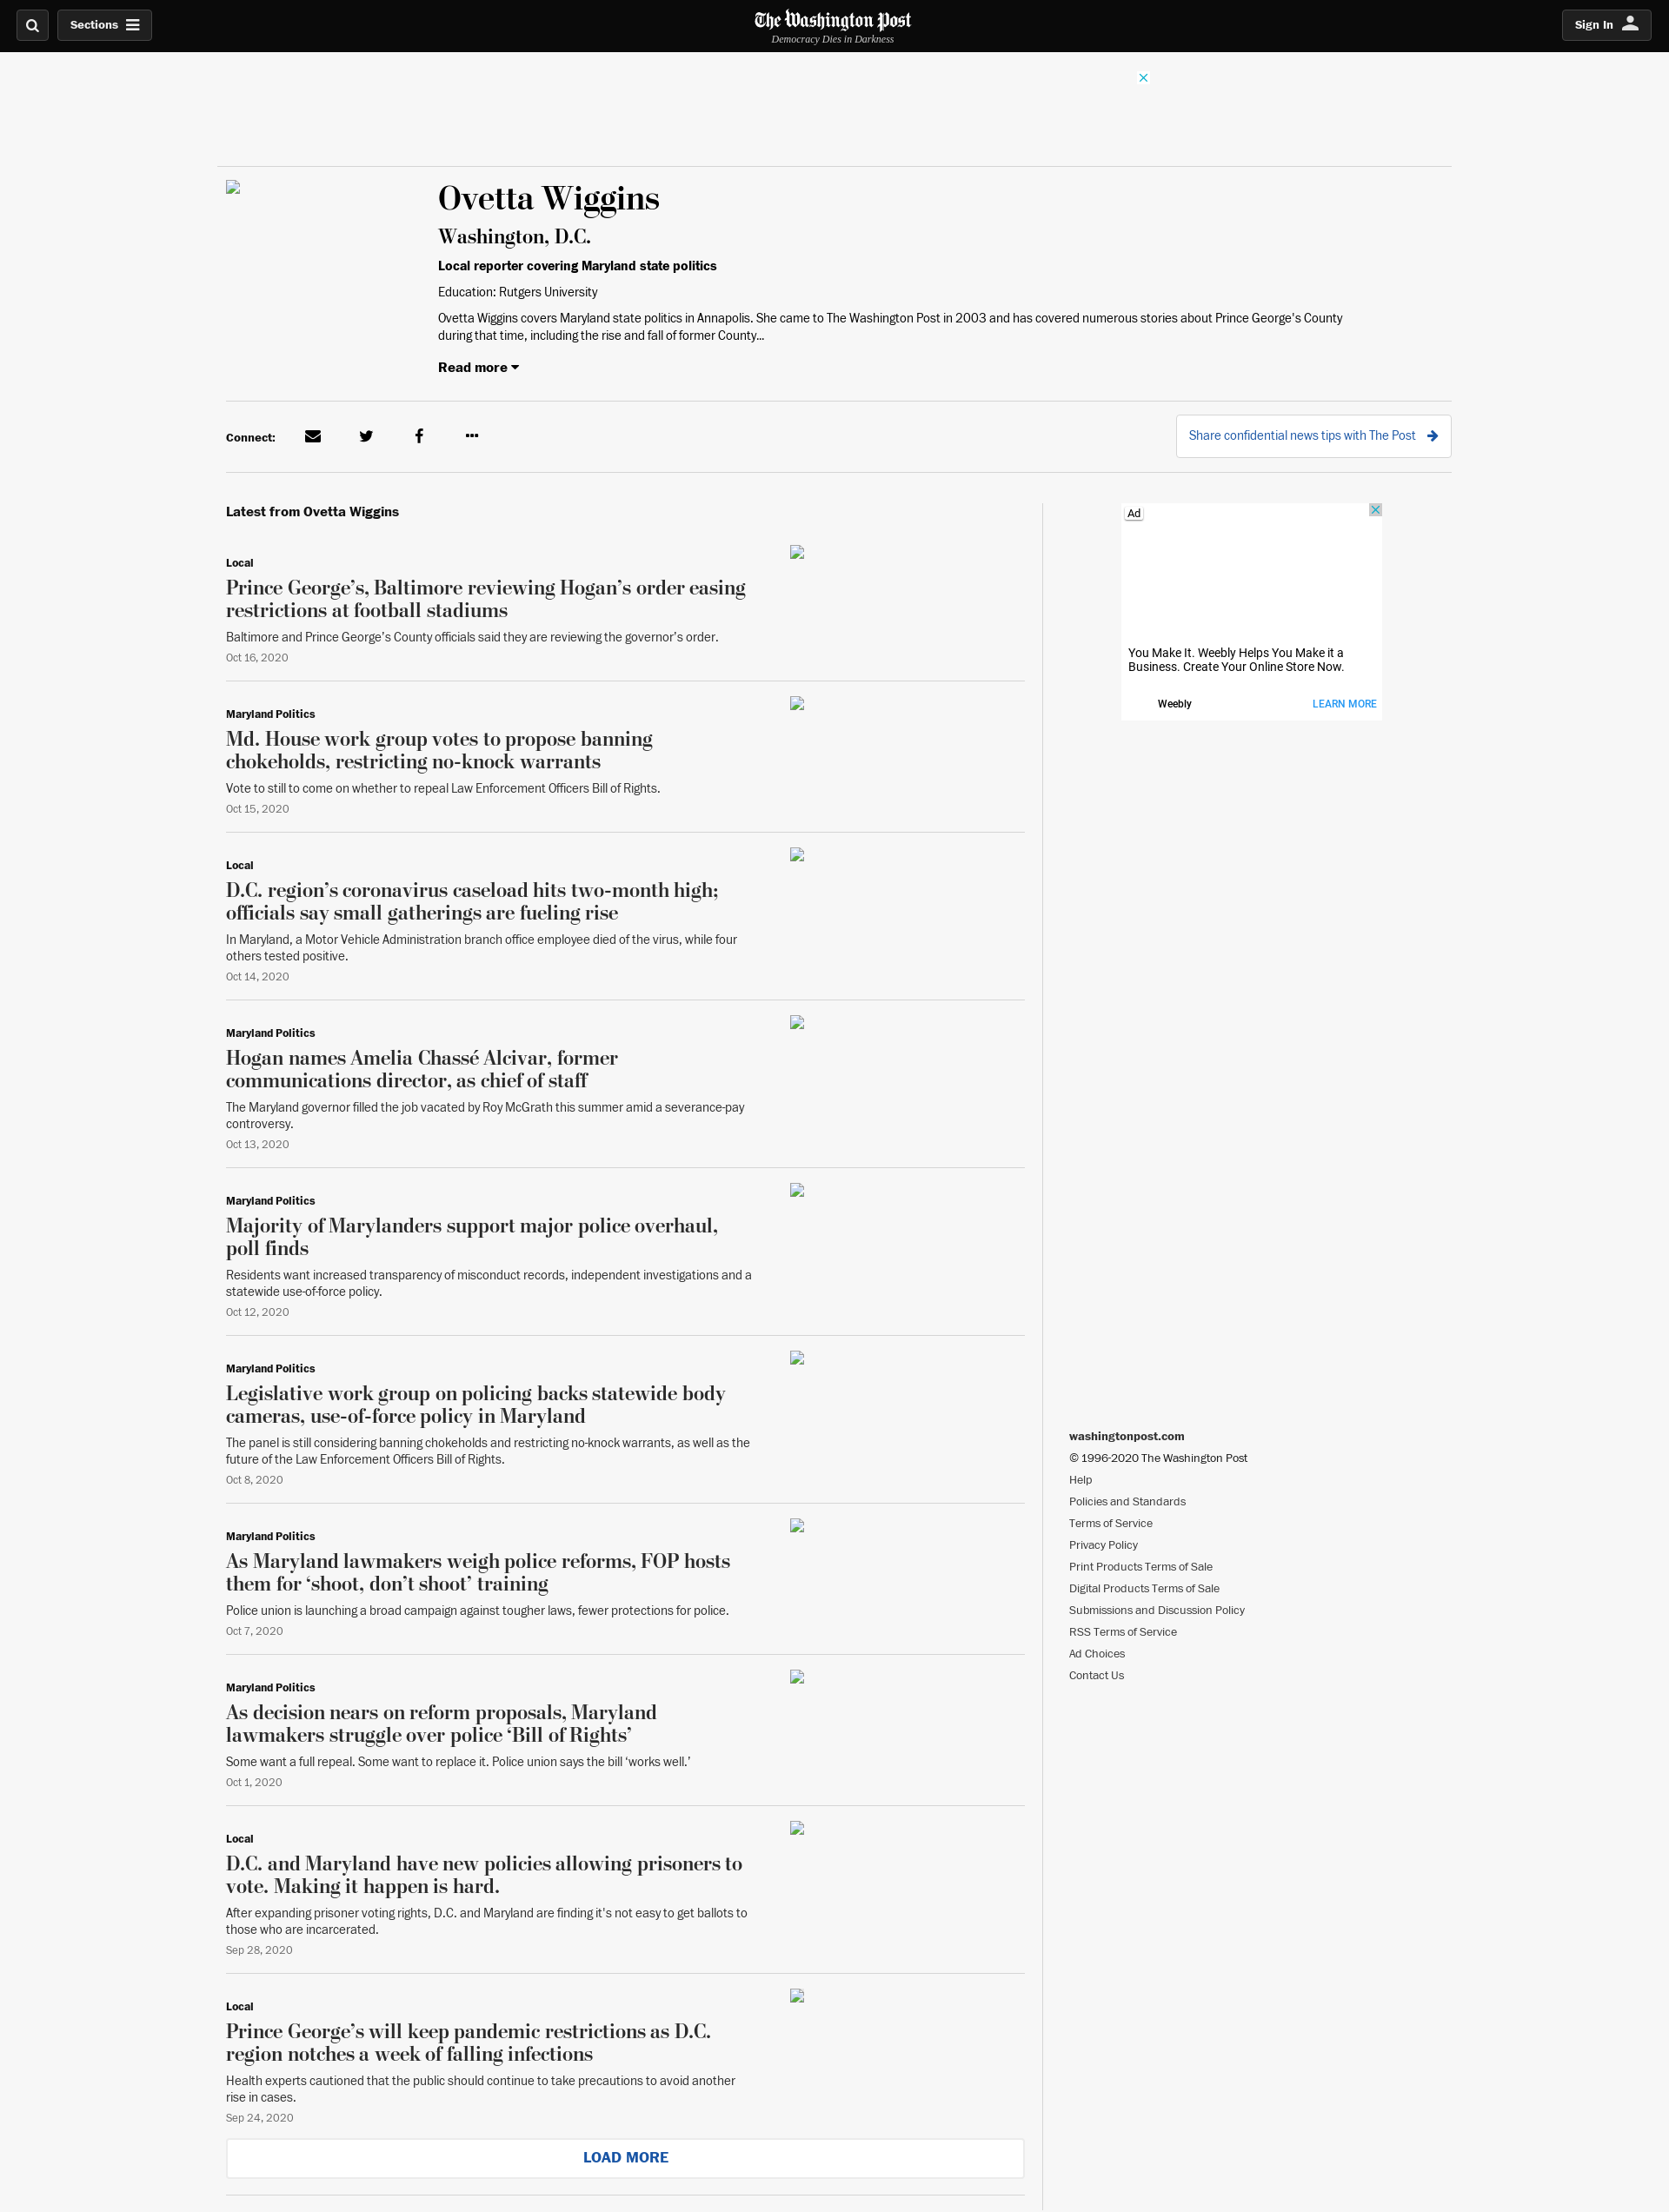 Sections
The Washington Post
Democracy Dies in Darkness
Sign In
Ovetta Wiggins
Washington, D.C.
Local reporter covering Maryland state politics
Education: Rutgers University
Ovetta Wiggins covers Maryland state politics in Annapolis. She came to The Washington Post in 2003 and has covered numerous stories about Prince George's County
during that time, including the rise and fall of former County...
Read more
Connect:
Share confidential news tips with The Post
Latest from Ovetta Wiggins
Local
Prince George’s, Baltimore reviewing Hogan’s order easing
restrictions at football stadiums
Baltimore and Prince George’s County officials said they are reviewing the governor’s order.
Oct 16, 2020
Maryland Politics
Md. House work group votes to propose banning
chokeholds, restricting no-knock warrants
Vote to still to come on whether to repeal Law Enforcement Officers Bill of Rights.
Oct 15, 2020
Local
D.C. region’s coronavirus caseload hits two-month high;
officials say small gatherings are fueling rise
In Maryland, a Motor Vehicle Administration branch office employee died of the virus, while four
others tested positive.
Oct 14, 2020
Maryland Politics
Hogan names Amelia Chassé Alcivar, former
communications director, as chief of staff
The Maryland governor filled the job vacated by Roy McGrath this summer amid a severance-pay
controversy.
Oct 13, 2020
Maryland Politics
Majority of Marylanders support major police overhaul,
poll finds
Residents want increased transparency of misconduct records, independent investigations and a
statewide use-of-force policy.
Oct 12, 2020
Maryland Politics
Legislative work group on policing backs statewide body
cameras, use-of-force policy in Maryland
The panel is still considering banning chokeholds and restricting no-knock warrants, as well as the
future of the Law Enforcement Officers Bill of Rights.
Oct 8, 2020
Maryland Politics
As Maryland lawmakers weigh police reforms, FOP hosts
them for ‘shoot, don’t shoot’ training
Police union is launching a broad campaign against tougher laws, fewer protections for police.
Oct 7, 2020
Maryland Politics
As decision nears on reform proposals, Maryland
lawmakers struggle over police ‘Bill of Rights’
Some want a full repeal. Some want to replace it. Police union says the bill ‘works well.’
Oct 1, 2020
Local
D.C. and Maryland have new policies allowing prisoners to
vote. Making it happen is hard.
After expanding prisoner voting rights, D.C. and Maryland are finding it's not easy to get ballots to
those who are incarcerated.
Sep 28, 2020
Local
Prince George’s will keep pandemic restrictions as D.C.
region notches a week of falling infections
Health experts cautioned that the public should continue to take precautions to avoid another
rise in cases.
Sep 24, 2020
LOAD MORE
Ad
You Make It. Weebly Helps You Make it a
Business. Create Your Online Store Now.
Weebly
LEARN MORE
washingtonpost.com
© 1996-2020 The Washington Post
Help
Policies and Standards
Terms of Service
Privacy Policy
Print Products Terms of Sale
Digital Products Terms of Sale
Submissions and Discussion Policy
RSS Terms of Service
Ad Choices
Contact Us